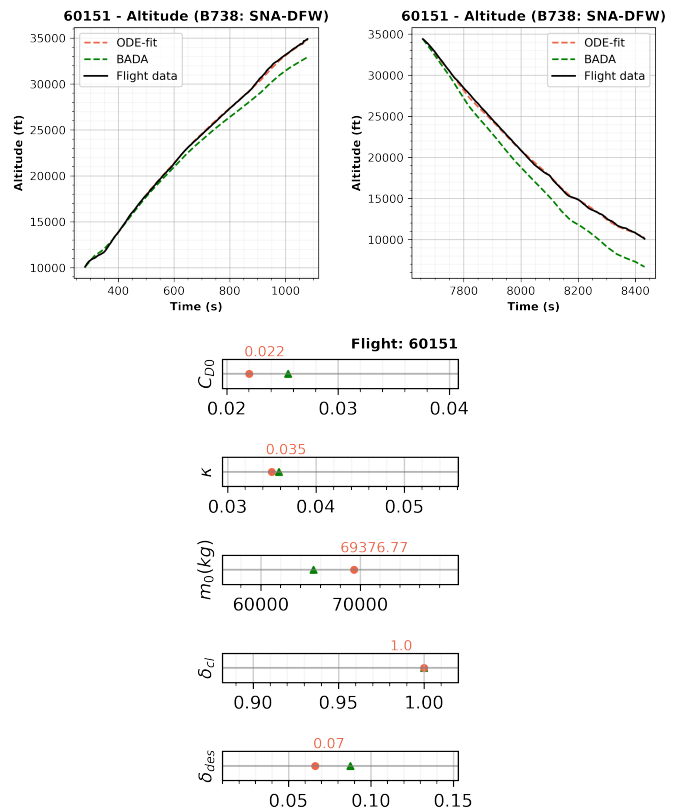 60151 - Altitude (B738: SNA-DFW)
35000
30000
25000
20000
15000
10000
Altitude (ft)
ODE-fit
BADA
Flight data
400
600
800
1000
Time (s)
60151 - Altitude (B738: SNA-DFW)
35000
30000
25000
20000
15000
10000
Altitude (ft)
ODE-fit
BADA
Flight data
7800
8000
8200
8400
Time (s)
Flight: 60151
0.022
C_{D0}
0.02
0.03
0.04
0.035
κ
0.03
0.04
0.05
69376.77
m_0(kg)
60000
70000
1.0
δ_{cl}
0.90
0.95
1.00
0.07
δ_{des}
0.05
0.10
0.15